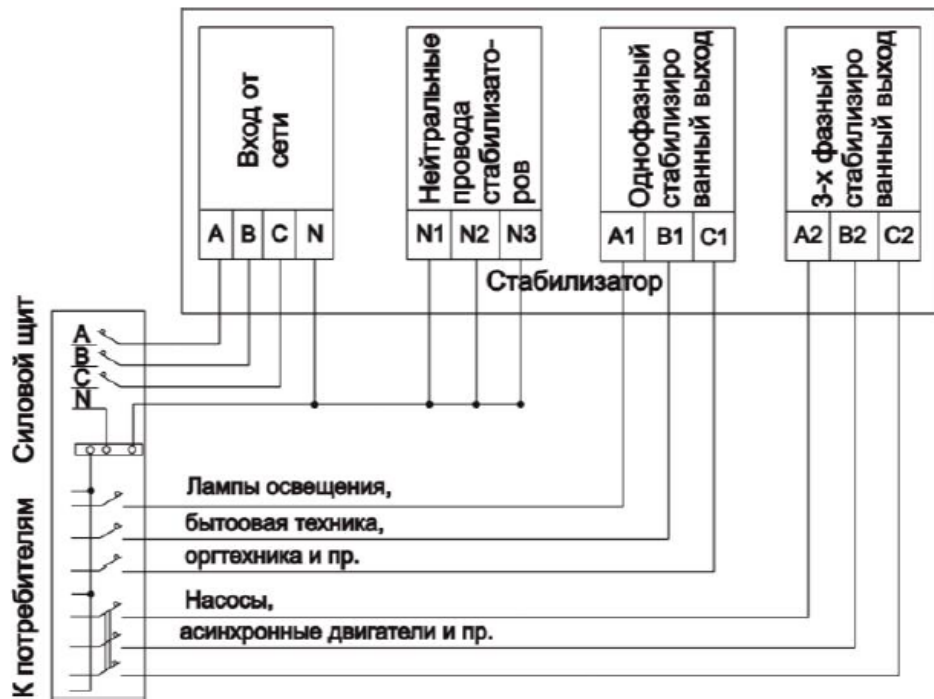 Вход от
сети
Нейтральные
провода
стабилизато-
ров
Однофазный
стабилизиро
ванный выход
3-х фазный
стабилизиро
ванный выход
A B C N
N1 N2 N3
A1 B1 C1
A2 B2 C2
Стабилизатор
Силовой щит
A
B
C
N
К потребителям
Лампы освещения,
бытоовая техника,
оргтехника и пр.
Насосы,
асинхронные двигатели и пр.